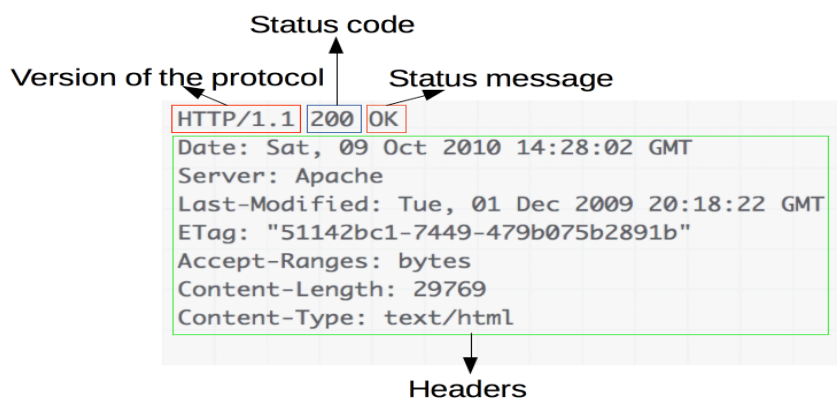 Status code
Version of the protocol Status message
HTTP/1.1 200 OK
Date: Sat, 09 Oct 2010 14:28:02 GMT
Server: Apache
Last-Modified: Tue, 01 Dec 2009 20:18:22 GMT
ETag: "51142bc1-7449-479b075b2891b"
Accept-Ranges: bytes
Content-Length: 29769
Content-Type: text/html
Headers